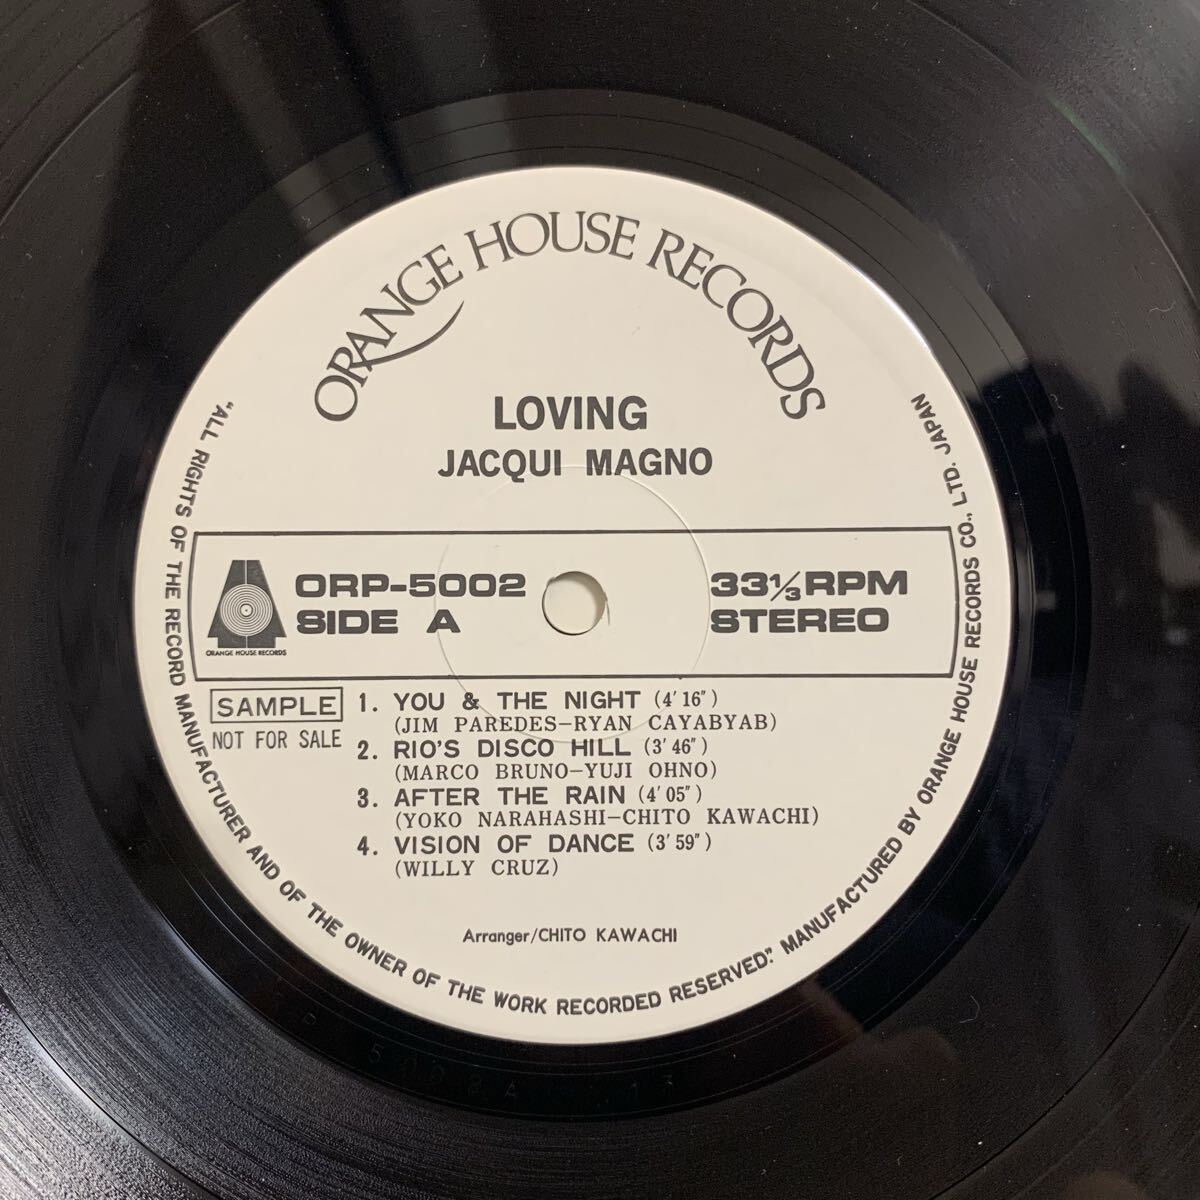 ORANGE HOUSE RECORDS
LOVING
JACQUI MAGNO
ORANGE HOUSE RECORDS
ORP-5002
SIDE A
33⅓RPM
STEREO
SAMPLE
NOT FOR SALE
1. YOU & THE NIGHT (4′16″)
(JIM PAREDES-RYAN CAYABYAB)
2. RIO'S DISCO HILL (3′46″)
(MARCO BRUNO-YUJI OHNO)
3. AFTER THE RAIN (4′05″)
(YOKO NARAHASHI-CHITO KAWACHI)
4. VISION OF DANCE (3′59″)
(WILLY CRUZ)
Arranger/CHITO KAWACHI
"ALL RIGHTS OF THE RECORD MANUFACTURER AND OF THE OWNER OF THE WORK RECORDED RESERVED". MANUFACTURED BY ORANGE HOUSE RECORDS CO., LTD. JAPAN